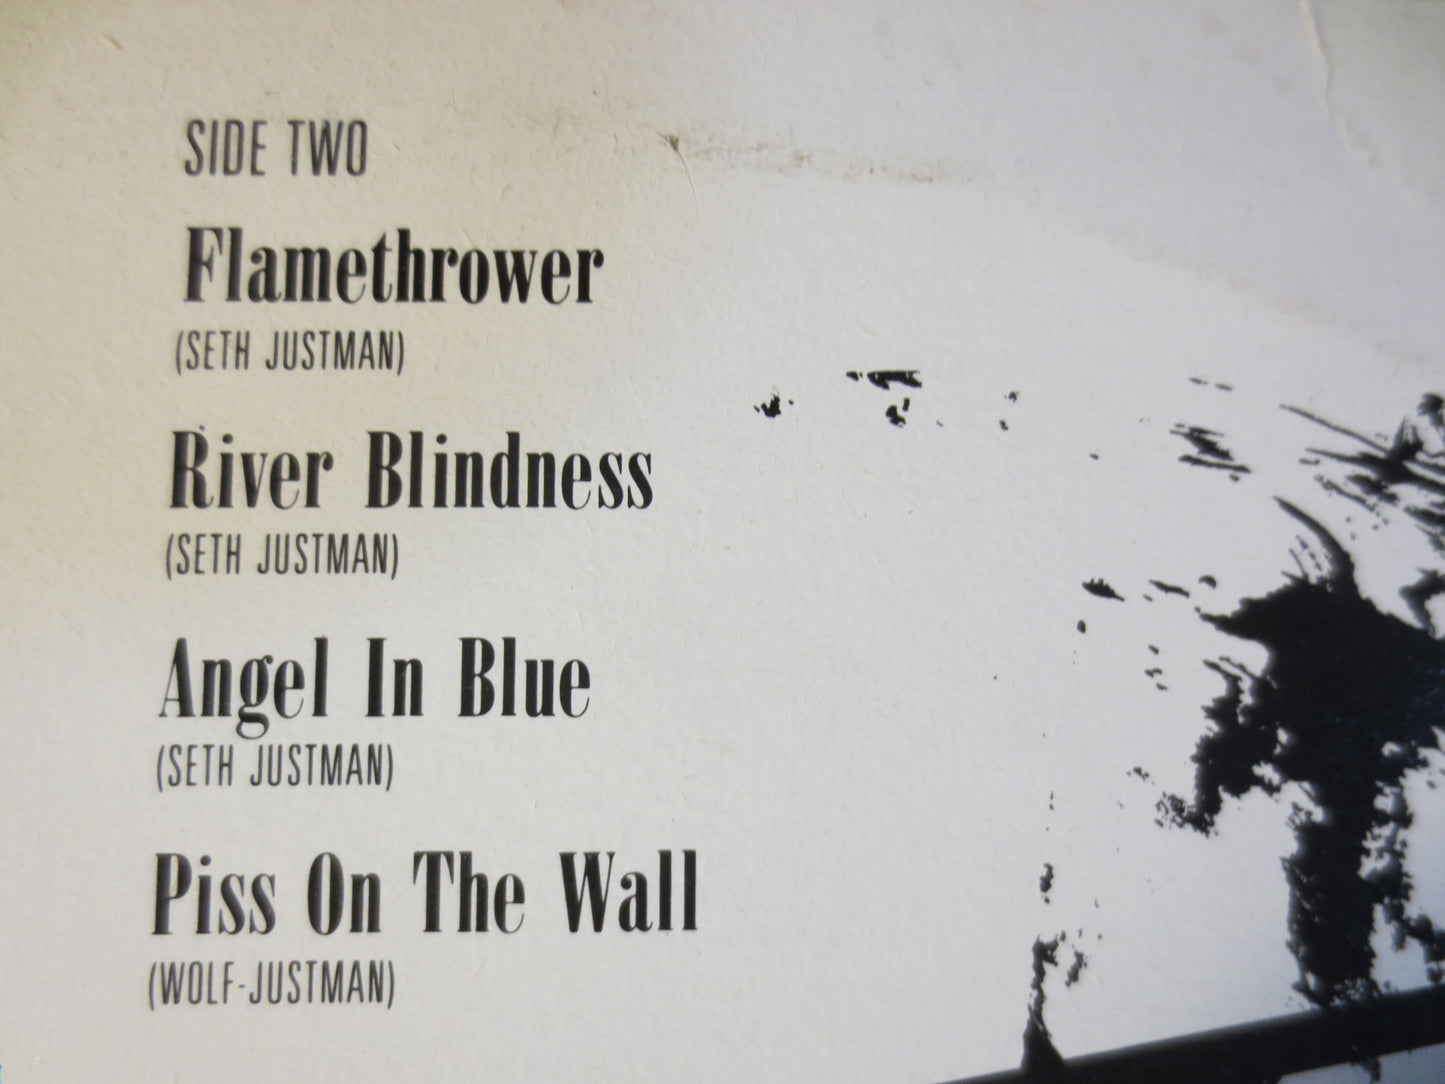 SIDE TWO
Flamethrower
(SETH JUSTMAN)
River Blindness
(SETH JUSTMAN)
Angel In Blue
(SETH JUSTMAN)
Piss On The Wall
(WOLF-JUSTMAN)